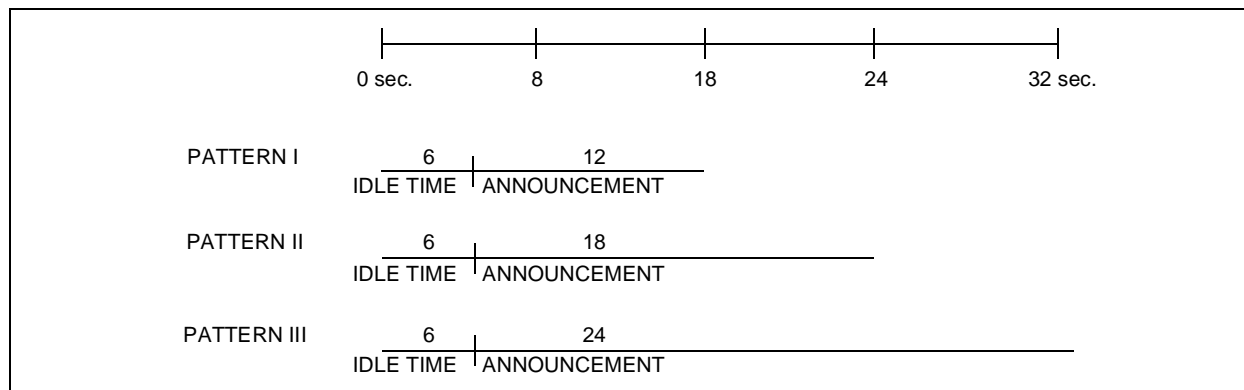 0 sec. 8 18 24 32 sec.
PATTERN I 6 12
IDLE TIME ANNOUNCEMENT
PATTERN II 6 18
IDLE TIME ANNOUNCEMENT
PATTERN III 6 24
IDLE TIME ANNOUNCEMENT